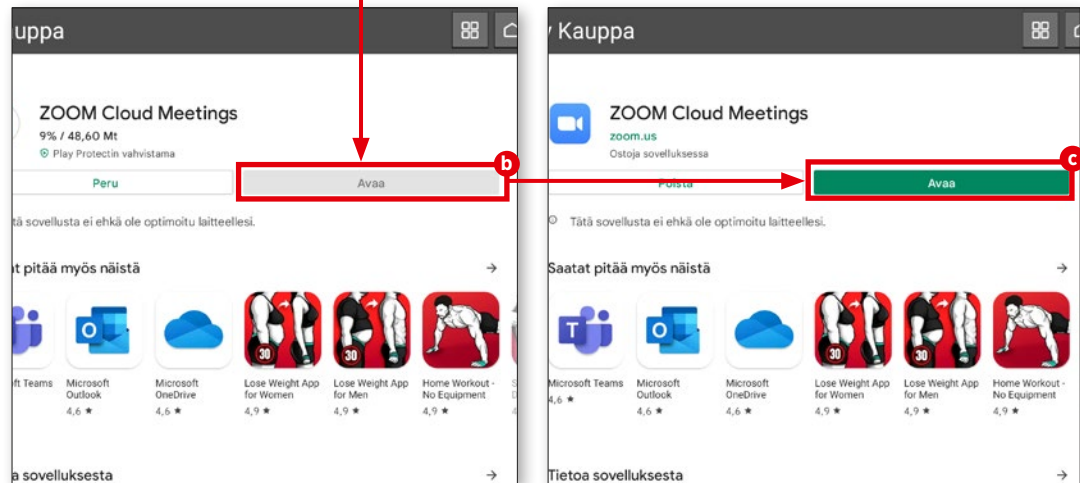 uppa
ZOOM Cloud Meetings
9% / 48,60 Mt
Play Protectin vahvistama
Peru
Avaa
b
tä sovellusta ei ehkä ole optimoitu laitteellesi.
t pitää myös näistä
ft Teams
Microsoft
Outlook
4,6 ★
Microsoft
OneDrive
4,6 ★
Lose Weight App
for Women
4,9 ★
30
Lose Weight App
for Men
4,9 ★
30
Home Workout -
No Equipment
4,9 ★
a sovelluksesta
y Kauppa
ZOOM Cloud Meetings
zoom.us
Ostoja sovelluksessa
Poista
Avaa
c
Tätä sovellusta ei ehkä ole optimoitu laitteellesi.
Saatat pitää myös näistä
Microsoft Teams
4,6 ★
Microsoft
Outlook
4,6 ★
Microsoft
OneDrive
4,6 ★
Lose Weight App
for Women
4,9 ★
30
Lose Weight App
for Men
4,9 ★
30
Home Workout -
No Equipment
4,9 ★
Tietoa sovelluksesta